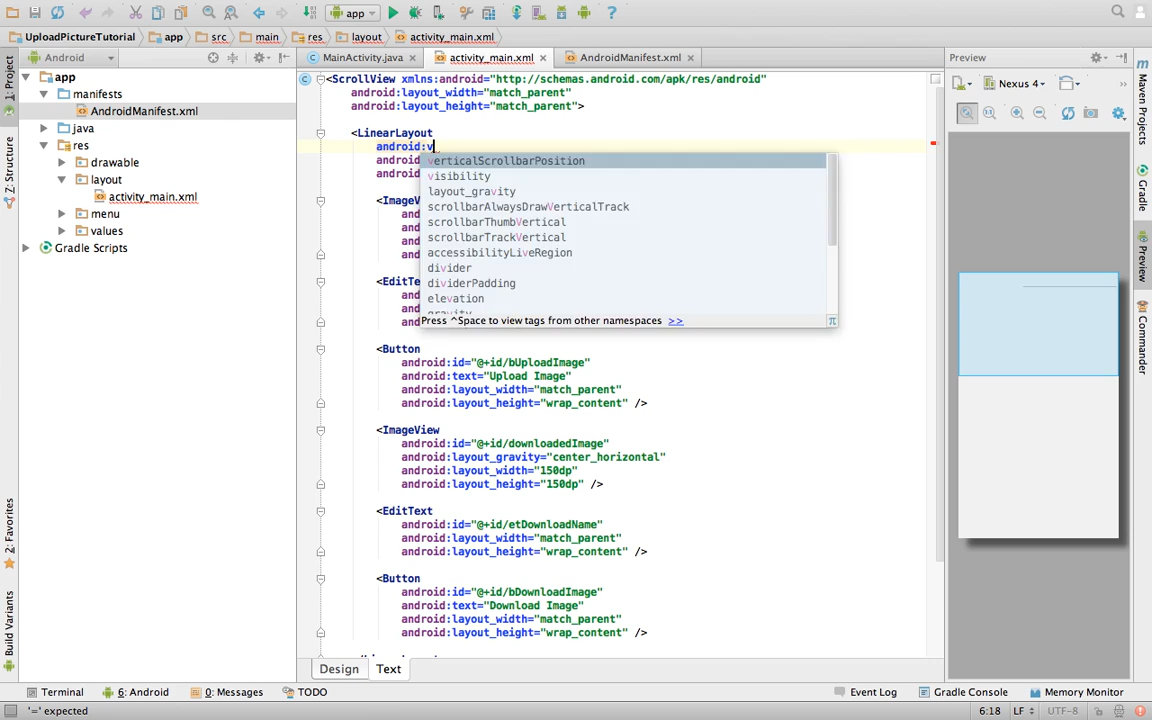 app
UploadPictureTutorial
app
src
main
res
layout
activity_main.xml
Android
MainActivity.java
activity_main.xml
AndroidManifest.xml
Preview
1: Project
Z: Structure
2: Favorites
Build Variants
app
manifests
AndroidManifest.xml
java
res
drawable
layout
activity_main.xml
menu
values
Gradle Scripts
<ScrollView xmlns:android="http://schemas.android.com/apk/res/android"
android:layout_width="match_parent"
android:layout_height="match_parent">
<LinearLayout
android:v
android
android
verticalScrollbarPosition
visibility
layout_gravity
scrollbarAlwaysDrawVerticalTrack
scrollbarThumbVertical
scrollbarTrackVertical
accessibilityLiveRegion
divider
dividerPadding
elevation
gravity
Press ^Space to view tags from other namespaces >>
π
<ImageV
<EditTe
<Button
android:id="@+id/bUploadImage"
android:text="Upload Image"
android:layout_width="match_parent"
android:layout_height="wrap_content" />
<ImageView
android:id="@+id/downloadedImage"
android:layout_gravity="center_horizontal"
android:layout_width="150dp"
android:layout_height="150dp" />
<EditText
android:id="@+id/etDownloadName"
android:layout_width="match_parent"
android:layout_height="wrap_content" />
<Button
android:id="@+id/bDownloadImage"
android:text="Download Image"
android:layout_width="match_parent"
android:layout_height="wrap_content" />
Design
Text
Nexus 4
Maven Projects
Gradle
Preview
Commander
Terminal
6: Android
0: Messages
TODO
Event Log
Gradle Console
Memory Monitor
'=' expected
6:18
LF
UTF-8